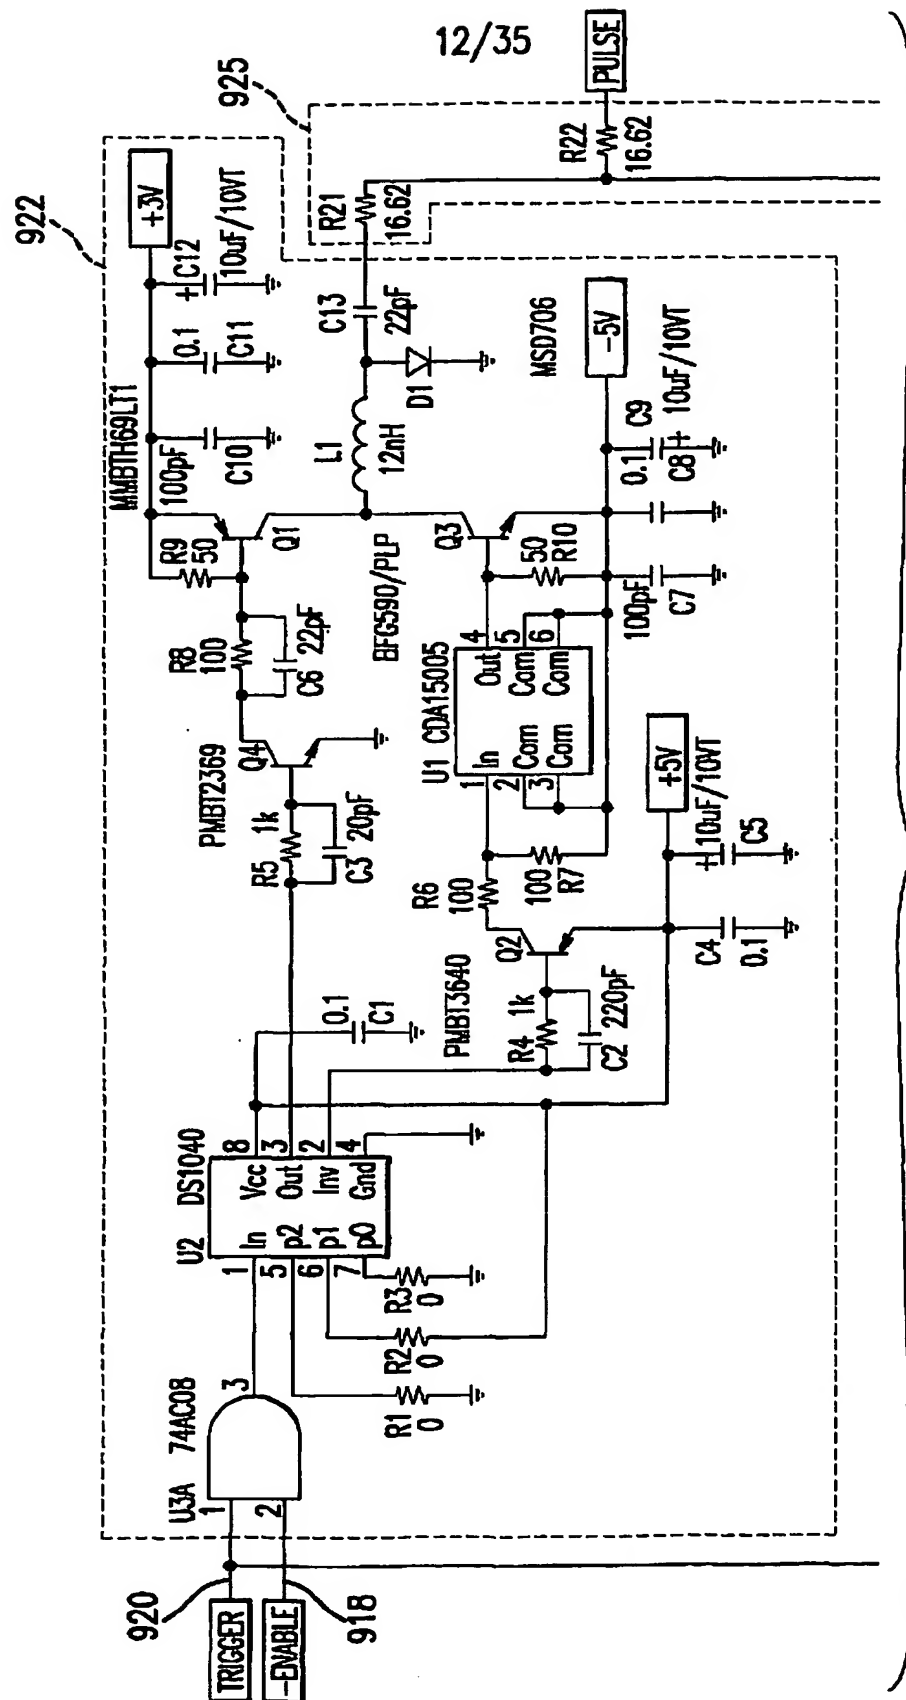 12/35
922
925
+3V
+
C12
10uF/10VT
0.1
C11
MMBTH69LT1
100pF
C10
R9
50
Q1
R8
100
22pF
C6
PMBT2369
Q4
R5
1k
20pF
C3
L1
12nH
D1
C13
22pF
R21
16.62
R22
16.62
PULSE
BFG590/PLP
Q3
50
R10
MSD706
-5V
C9
10uF/10VT
0.1
C8
+
100pF
C7
U1 CDA15005
1 In
2 Com
3 Com
Out 4
Com 5
Com 6
R6
100
100
R7
PMBT3640
Q2
R4
1k
C2
220pF
+5V
+
10uF/10VT
C5
C4
0.1
0.1
C1
U2 DS1040
1 In
5 p2
6 p1
7 p0
Vcc 8
Out 3
Inv 2
Gnd 4
R3
0
R2
0
R1
0
U3A 74AC08
1
2
3
920
TRIGGER
-ENABLE
918